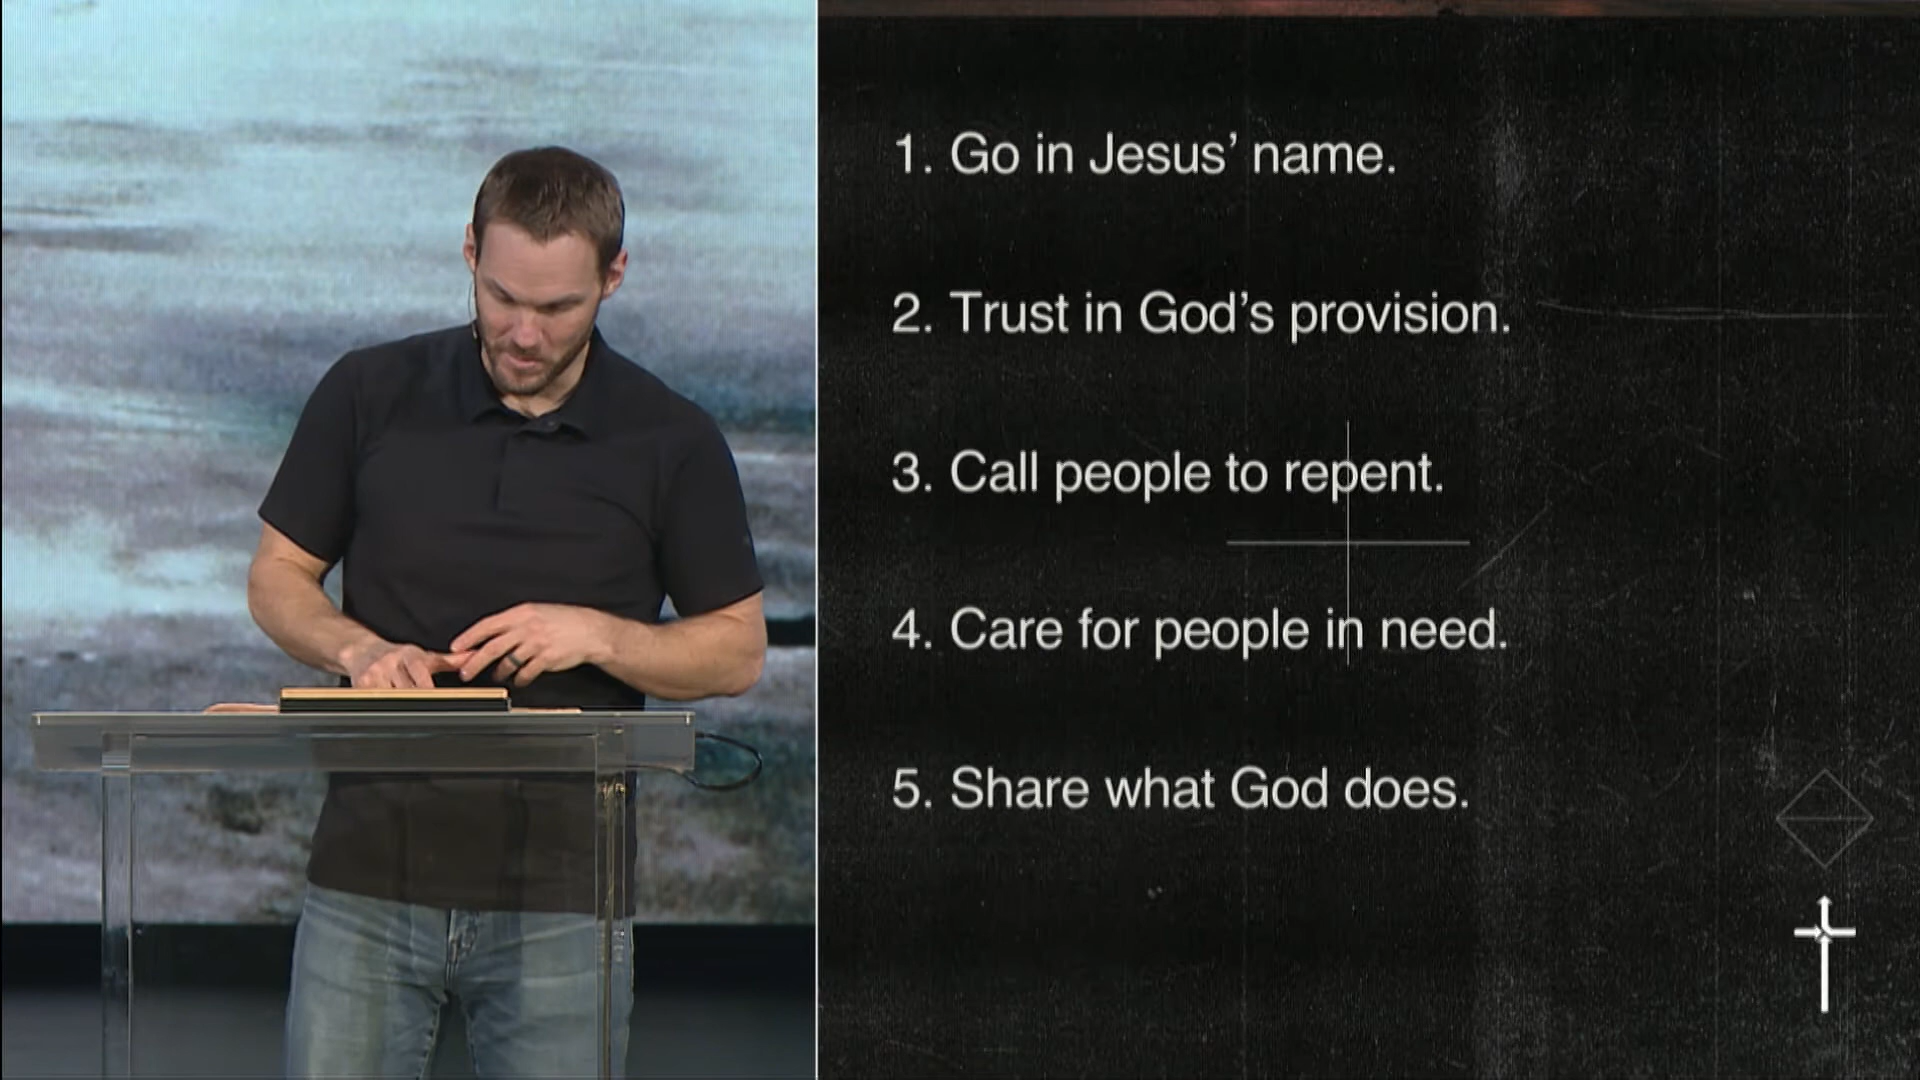 1. Go in Jesus’ name.
2. Trust in God’s provision.
3. Call people to repent.
4. Care for people in need.
5. Share what God does.